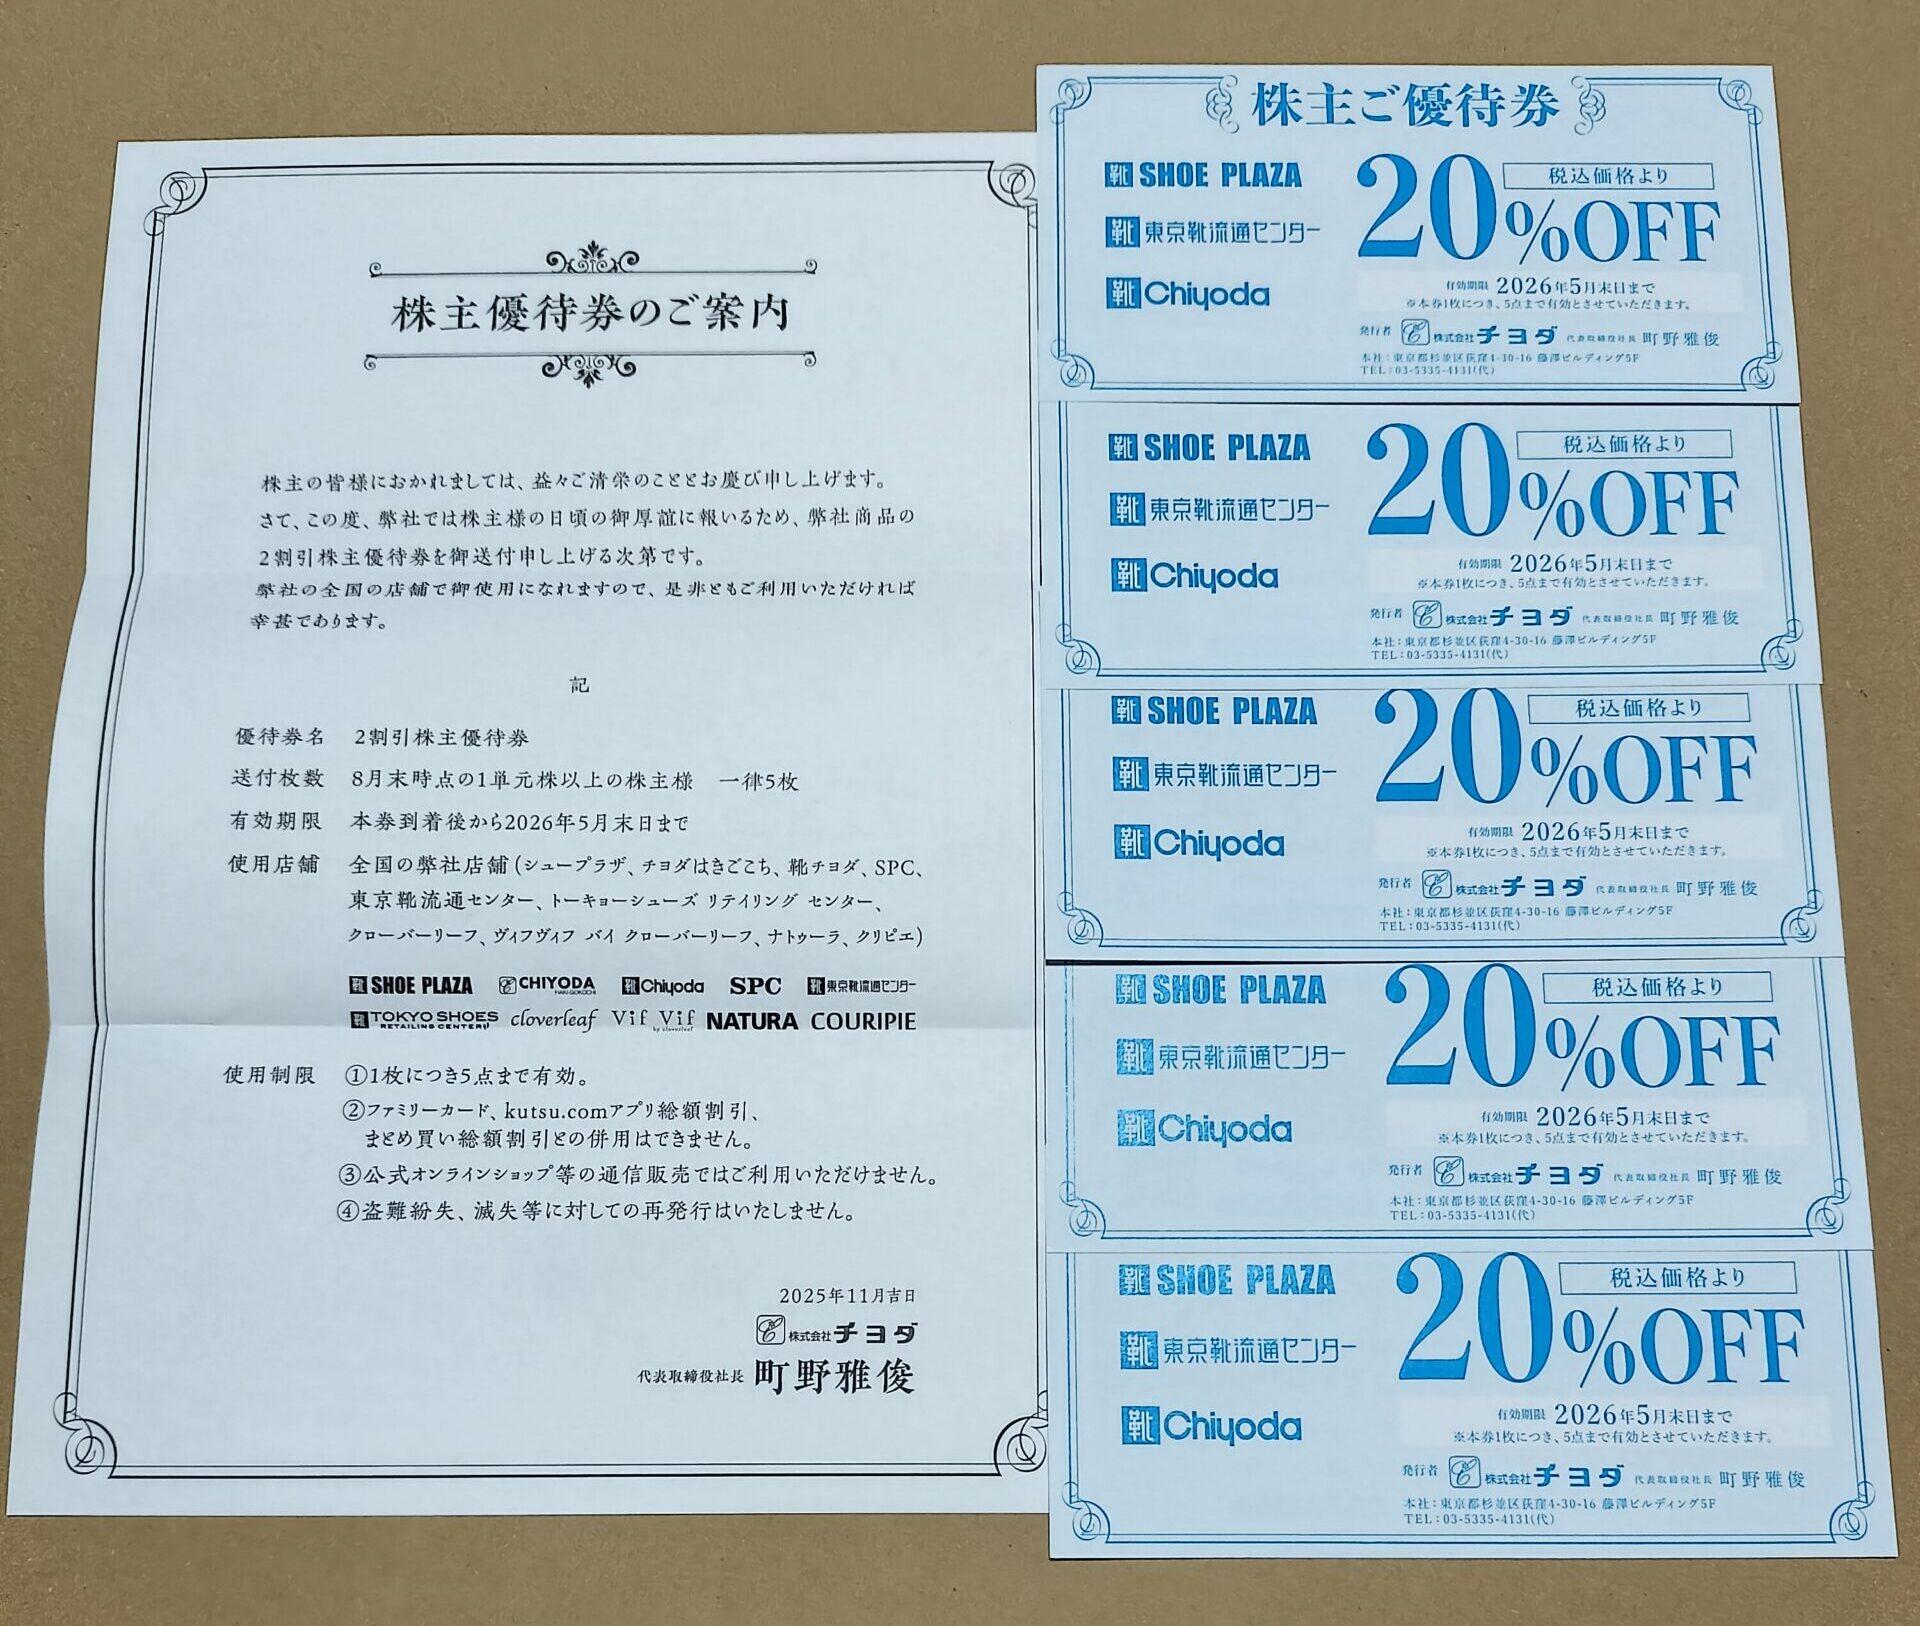 株主優待券のご案内
株主の皆様におかれましては、益々ご清栄のこととお慶び申し上げます。
さて、この度、弊社では株主様の日頃の御厚誼に報いるため、弊社商品の
2割引株主優待券を御送付申し上げる次第です。
弊社の全国の店舗で御使用になれますので、是非ともご利用いただければ
幸甚であります。
記
優待券名 2割引株主優待券
送付枚数 8月末時点の1単元株以上の株主様 一律5枚
有効期限 本券到着後から2026年5月末日まで
使用店舗 全国の弊社店舗(シュープラザ、チヨダはきごこち、靴チヨダ、SPC、
東京靴流通センター、トーキョーシューズ リテイリング センター、
クローバーリーフ、ヴィフヴィフ バイ クローバーリーフ、ナトゥーラ、クリピエ)
靴 SHOE PLAZA CHIYODA HAKI-GOKOCHI 靴 Chiyoda SPC 靴 東京靴流通センター
靴 TOKYO SHOES RETAILING CENTER cloverleaf Vif Vif by cloverleaf NATURA COURIPIE
使用制限 ①1枚につき5点まで有効。
②ファミリーカード、kutsu.comアプリ総額割引、
まとめ買い総額割引との併用はできません。
③公式オンラインショップ等の通信販売ではご利用いただけません。
④盗難紛失、滅失等に対しての再発行はいたしません。
2025年11月吉日
株式会社チヨダ
代表取締役社長 町野雅俊
株主ご優待券
靴 SHOE PLAZA
靴 東京靴流通センター
靴 Chiyoda
税込価格より
20%OFF
有効期限 2026年5月末日まで
※本券1枚につき、5点まで有効とさせていただきます。
発行者 株式会社チヨダ 代表取締役社長 町野雅俊
本社:東京都杉並区荻窪4-30-16 藤澤ビルディング5F
TEL:03-5335-4131(代)
靴 SHOE PLAZA
靴 東京靴流通センター
靴 Chiyoda
税込価格より
20%OFF
有効期限 2026年5月末日まで
※本券1枚につき、5点まで有効とさせていただきます。
発行者 株式会社チヨダ 代表取締役社長 町野雅俊
本社:東京都杉並区荻窪4-30-16 藤澤ビルディング5F
TEL:03-5335-4131(代)
靴 SHOE PLAZA
靴 東京靴流通センター
靴 Chiyoda
税込価格より
20%OFF
有効期限 2026年5月末日まで
※本券1枚につき、5点まで有効とさせていただきます。
発行者 株式会社チヨダ 代表取締役社長 町野雅俊
本社:東京都杉並区荻窪4-30-16 藤澤ビルディング5F
TEL:03-5335-4131(代)
靴 SHOE PLAZA
靴 東京靴流通センター
靴 Chiyoda
税込価格より
20%OFF
有効期限 2026年5月末日まで
※本券1枚につき、5点まで有効とさせていただきます。
発行者 株式会社チヨダ 代表取締役社長 町野雅俊
本社:東京都杉並区荻窪4-30-16 藤澤ビルディング5F
TEL:03-5335-4131(代)
靴 SHOE PLAZA
靴 東京靴流通センター
靴 Chiyoda
税込価格より
20%OFF
有効期限 2026年5月末日まで
※本券1枚につき、5点まで有効とさせていただきます。
発行者 株式会社チヨダ 代表取締役社長 町野雅俊
本社:東京都杉並区荻窪4-30-16 藤澤ビルディング5F
TEL:03-5335-4131(代)